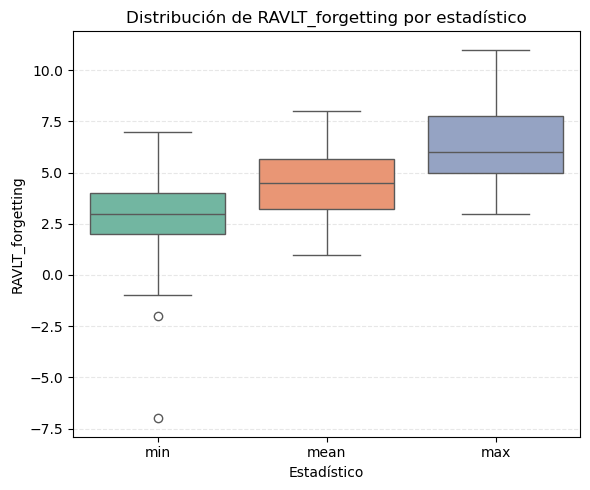 Distribución de RAVLT_forgetting por estadístico
10.0
7.5
5.0
2.5
0.0
−2.5
−5.0
−7.5
RAVLT_forgetting
min
mean
max
Estadístico